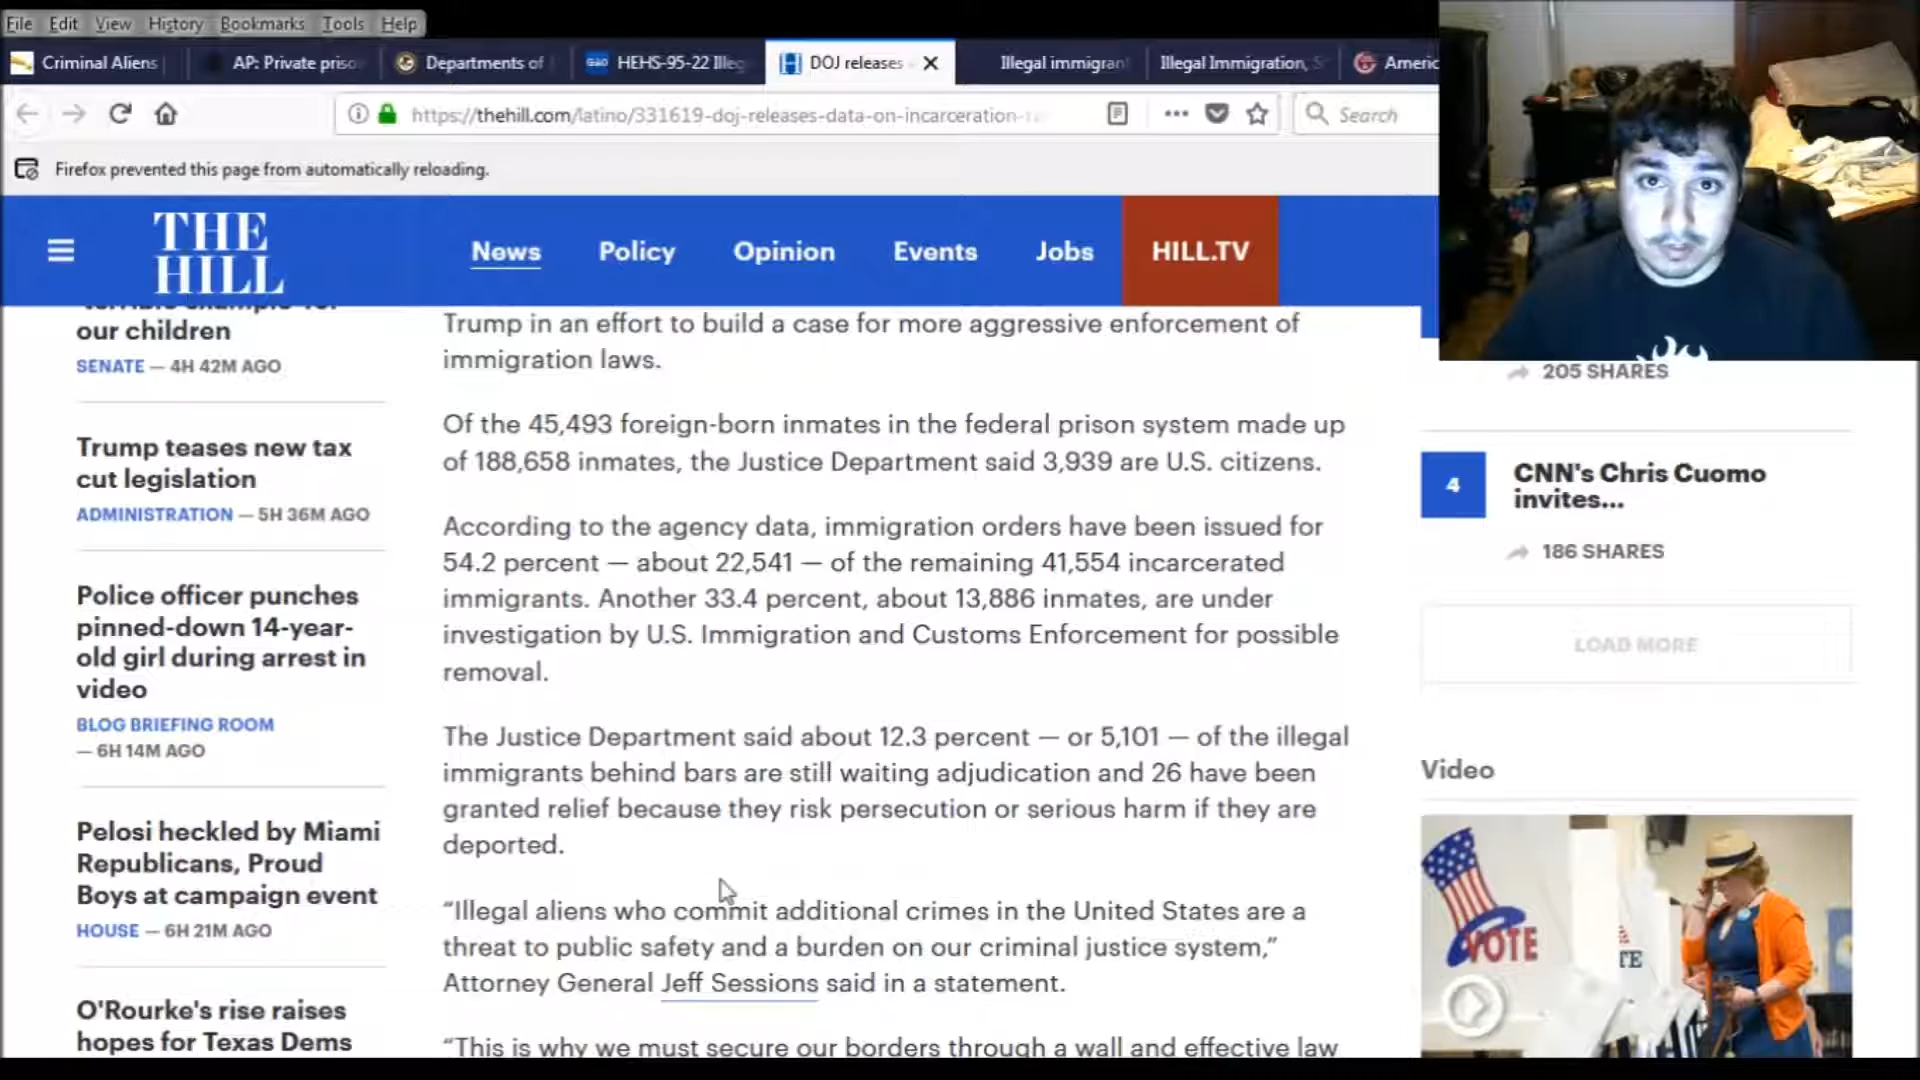 File Edit View History Bookmarks Tools Help
Criminal Aliens
AP: Private priso
Departments of
HEHS-95-22 Illeg
DOJ releases
Illegal immigran
Illegal Immigration, S
Americ
https://thehill.com/latino/331619-doj-releases-data-on-incarceration-
Search
Firefox prevented this page from automatically reloading.
THE
HILL
News Policy Opinion Events Jobs HILL.TV
our children
SENATE — 4H 42M AGO
Trump teases new tax
cut legislation
ADMINISTRATION — 5H 36M AGO
Police officer punches
pinned-down 14-year-
old girl during arrest in
video
BLOG BRIEFING ROOM
— 6H 14M AGO
Pelosi heckled by Miami
Republicans, Proud
Boys at campaign event
HOUSE — 6H 21M AGO
O'Rourke's rise raises
hopes for Texas Dems
Trump in an effort to build a case for more aggressive enforcement of
immigration laws.
Of the 45,493 foreign-born inmates in the federal prison system made up
of 188,658 inmates, the Justice Department said 3,939 are U.S. citizens.
According to the agency data, immigration orders have been issued for
54.2 percent — about 22,541 — of the remaining 41,554 incarcerated
immigrants. Another 33.4 percent, about 13,886 inmates, are under
investigation by U.S. Immigration and Customs Enforcement for possible
removal.
The Justice Department said about 12.3 percent — or 5,101 — of the illegal
immigrants behind bars are still waiting adjudication and 26 have been
granted relief because they risk persecution or serious harm if they are
deported.
“Illegal aliens who commit additional crimes in the United States are a
threat to public safety and a burden on our criminal justice system,”
Attorney General Jeff Sessions said in a statement.
“This is why we must secure our borders through a wall and effective law
205 SHARES
4
CNN's Chris Cuomo
invites...
186 SHARES
LOAD MORE
Video
VOTE